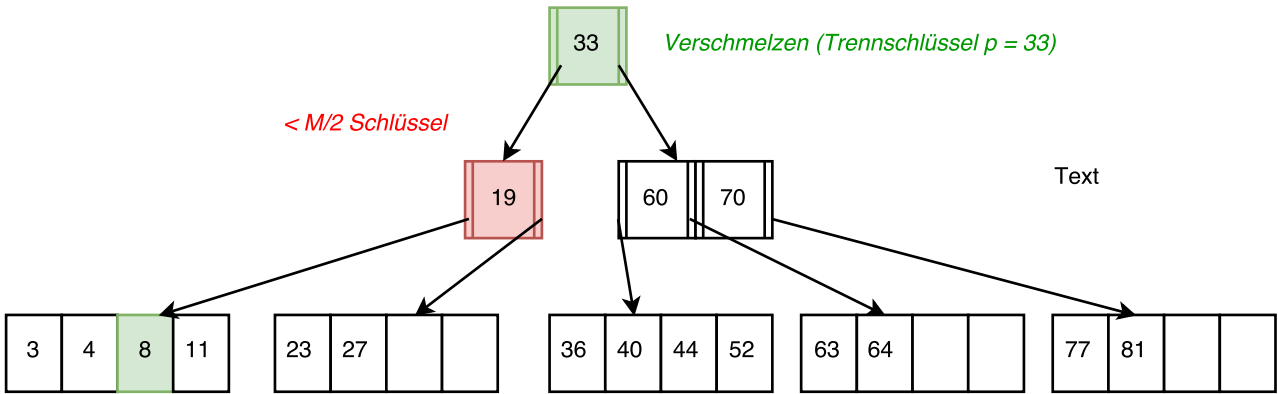 33
Verschmelzen (Trennschlüssel p = 33)
< M/2 Schlüssel
19
60 70
Text
3 4 8 11
23 27
36 40 44 52
63 64
77 81